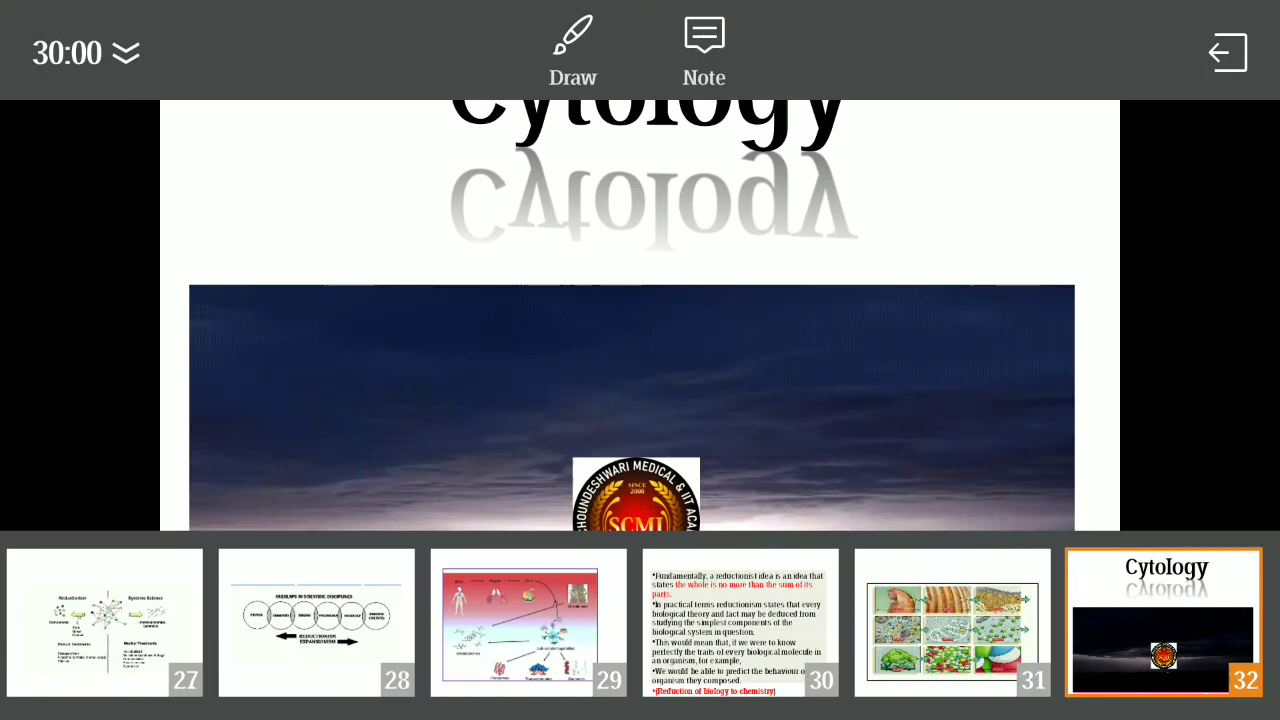 30:00
Draw
Note
Cytology
CHOUNDESHWARI MEDICAL & IIT ACA
SINCE
2000
SCMI
Reductionism
27
OVERLAPS IN SCIENTIFIC DISCIPLINES
REDUCTIONISM
EXPANSIONISM
28
29
•Fundamentally, a reductionist idea is an idea that
states the whole is no more than the sum of its
parts.
•In practical terms reductionism states that every
biological theory and fact may be deduced from
studying the simplest components of the
biological system in question.
•This would mean that, if we were to know
perfectly the traits of every biological molecule in
an organism, for example,
•We would be able to predict the behaviour o
organism they composed.
•(Reduction of biology to chemistry)
30
31
Cytology
32